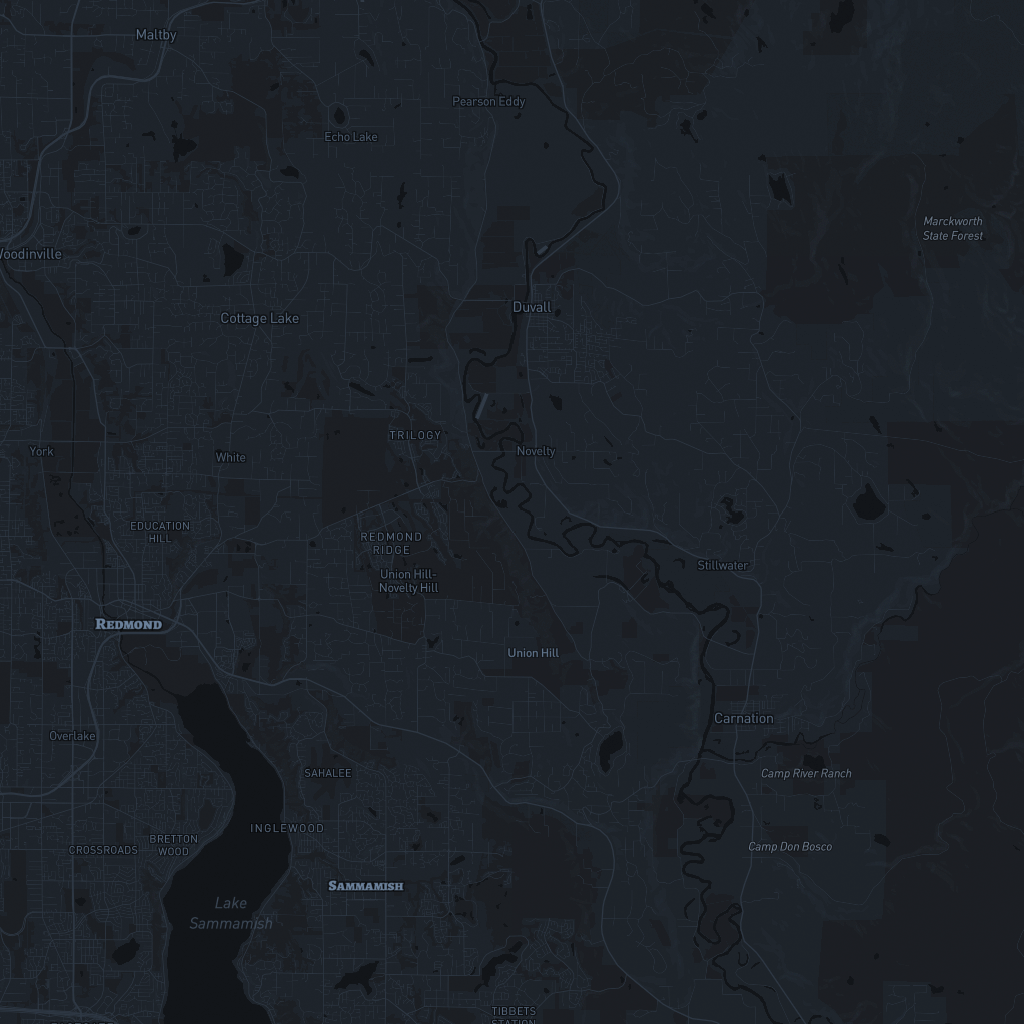 Maltby
Pearson Eddy
Echo Lake
Marckworth
State Forest
Woodinville
Duvall
Cottage Lake
TRILOGY
York
White
Novelty
EDUCATION
HILL
REDMOND
RIDGE
Stillwater
Union Hill-
Novelty Hill
REDMOND
Union Hill
Carnation
Overlake
SAHALEE
Camp River Ranch
INGLEWOOD
BRETTON
WOOD
CROSSROADS
Camp Don Bosco
SAMMAMISH
Lake
Sammamish
TIBBETS
STATION